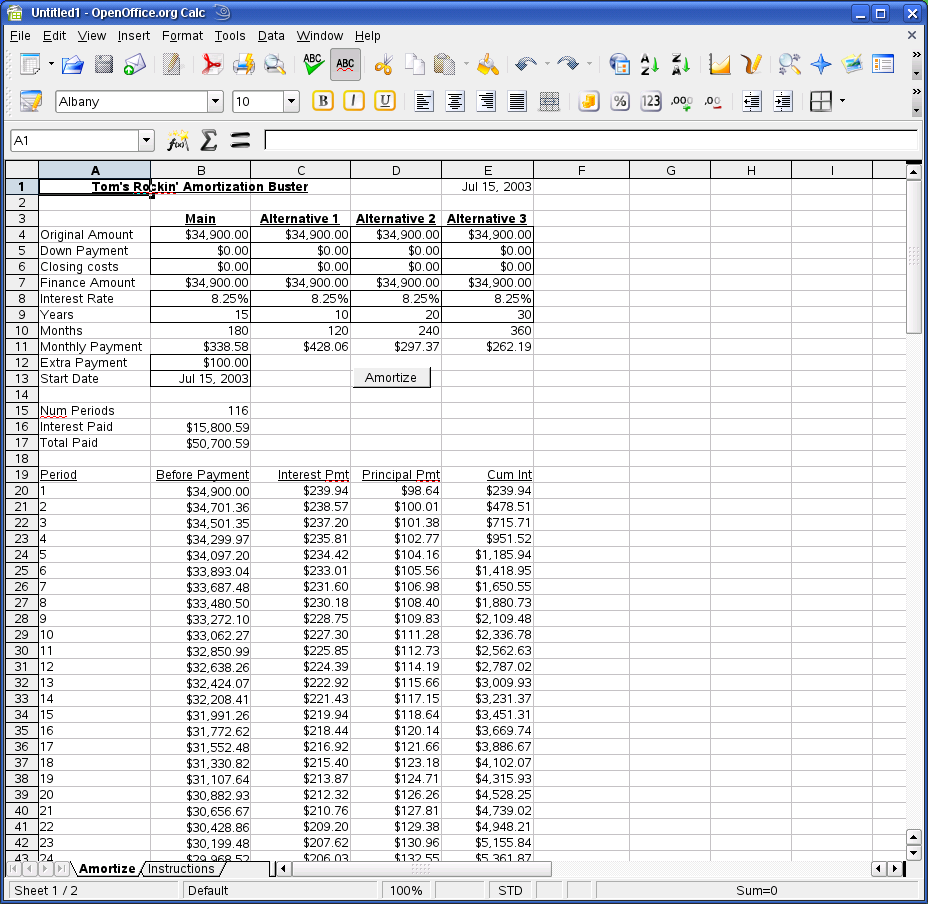 Untitled1 - OpenOffice.org Calc
File Edit View Insert Format Tools Data Window Help
ABC ABC
Albany 10 B I U
A1 f(x) Σ =
A B C D E F G H I
1 Tom's Rockin' Amortization Buster Jul 15, 2003
2
3 Main Alternative 1 Alternative 2 Alternative 3
4 Original Amount $34,900.00 $34,900.00 $34,900.00 $34,900.00
5 Down Payment $0.00 $0.00 $0.00 $0.00
6 Closing costs $0.00 $0.00 $0.00 $0.00
7 Finance Amount $34,900.00 $34,900.00 $34,900.00 $34,900.00
8 Interest Rate 8.25% 8.25% 8.25% 8.25%
9 Years 15 10 20 30
10 Months 180 120 240 360
11 Monthly Payment $338.58 $428.06 $297.37 $262.19
12 Extra Payment $100.00
13 Start Date Jul 15, 2003 Amortize
14
15 Num Periods 116
16 Interest Paid $15,800.59
17 Total Paid $50,700.59
18
19 Period Before Payment Interest Pmt Principal Pmt Cum Int
20 1 $34,900.00 $239.94 $98.64 $239.94
21 2 $34,701.36 $238.57 $100.01 $478.51
22 3 $34,501.35 $237.20 $101.38 $715.71
23 4 $34,299.97 $235.81 $102.77 $951.52
24 5 $34,097.20 $234.42 $104.16 $1,185.94
25 6 $33,893.04 $233.01 $105.56 $1,418.95
26 7 $33,687.48 $231.60 $106.98 $1,650.55
27 8 $33,480.50 $230.18 $108.40 $1,880.73
28 9 $33,272.10 $228.75 $109.83 $2,109.48
29 10 $33,062.27 $227.30 $111.28 $2,336.78
30 11 $32,850.99 $225.85 $112.73 $2,562.63
31 12 $32,638.26 $224.39 $114.19 $2,787.02
32 13 $32,424.07 $222.92 $115.66 $3,009.93
33 14 $32,208.41 $221.43 $117.15 $3,231.37
34 15 $31,991.26 $219.94 $118.64 $3,451.31
35 16 $31,772.62 $218.44 $120.14 $3,669.74
36 17 $31,552.48 $216.92 $121.66 $3,886.67
37 18 $31,330.82 $215.40 $123.18 $4,102.07
38 19 $31,107.64 $213.87 $124.71 $4,315.93
39 20 $30,882.93 $212.32 $126.26 $4,528.25
40 21 $30,656.67 $210.76 $127.81 $4,739.02
41 22 $30,428.86 $209.20 $129.38 $4,948.21
42 23 $30,199.48 $207.62 $130.96 $5,155.84
43 24 $29,968.52 $206.03 $132.55 $5,361.87
Amortize Instructions
Sheet 1 / 2 Default 100% STD Sum=0